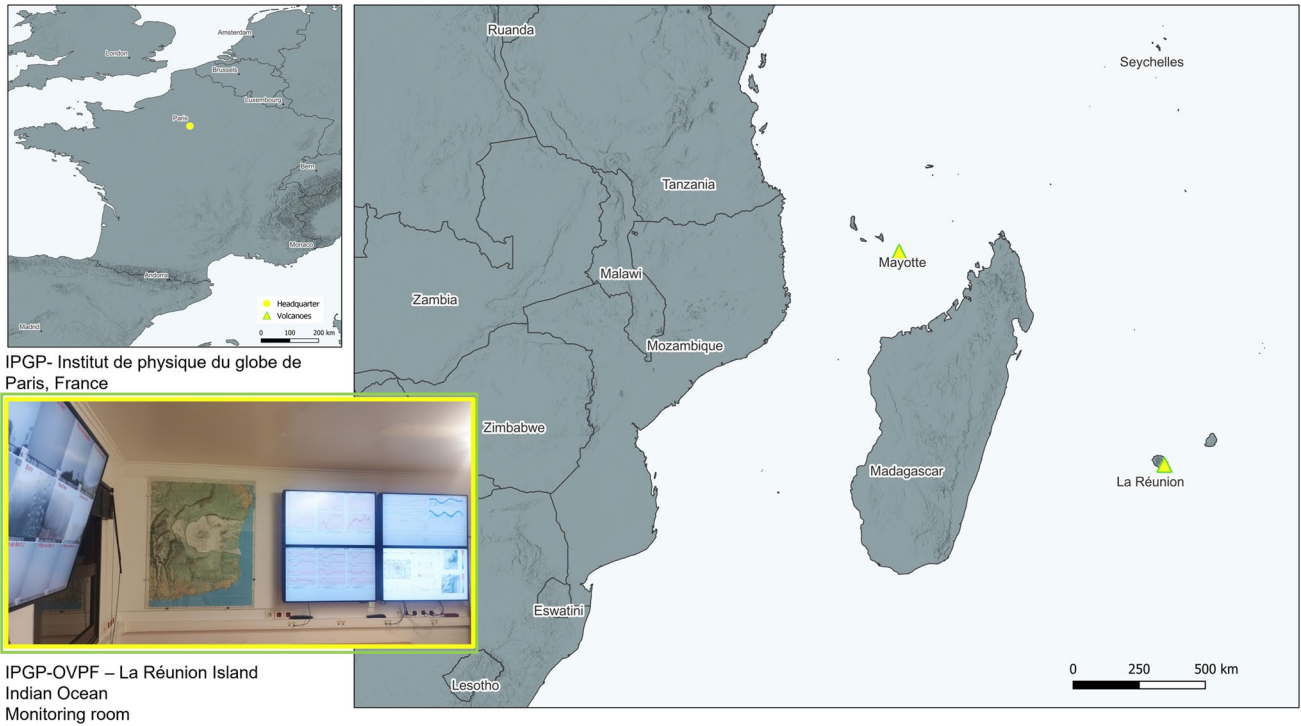 Amsterdam
London
Brussels
Luxembourg
Paris
Bern
Monaco
Andorra
Madrid
Headquarter
Volcanoes
0 100 200 km
IPGP- Institut de physique du globe de
Paris, France
IPGP-OVPF – La Réunion Island
Indian Ocean
Monitoring room
Ruanda
Seychelles
Tanzania
Mayotte
Malawi
Zambia
Mozambique
Zimbabwe
Madagascar
La Réunion
Eswatini
Lesotho
0 250 500 km